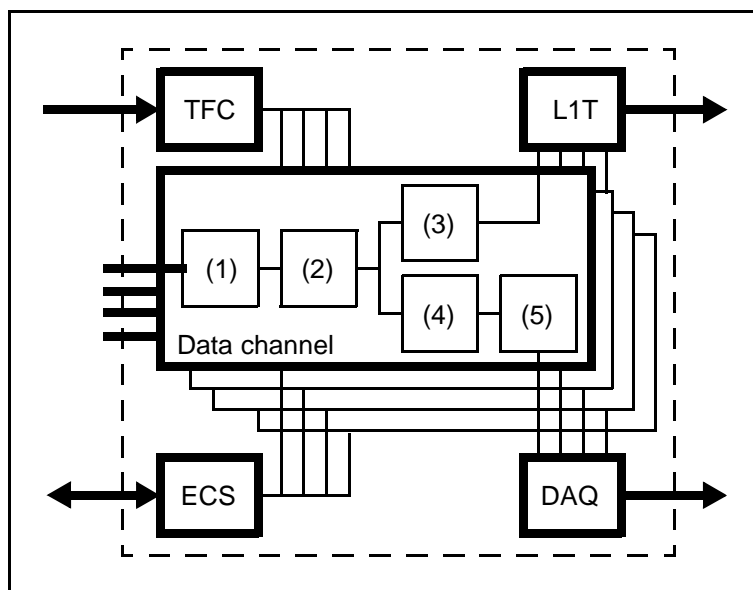 TFC
L1T
(3)
(1)
(2)
(4)
(5)
Data channel
ECS
DAQ